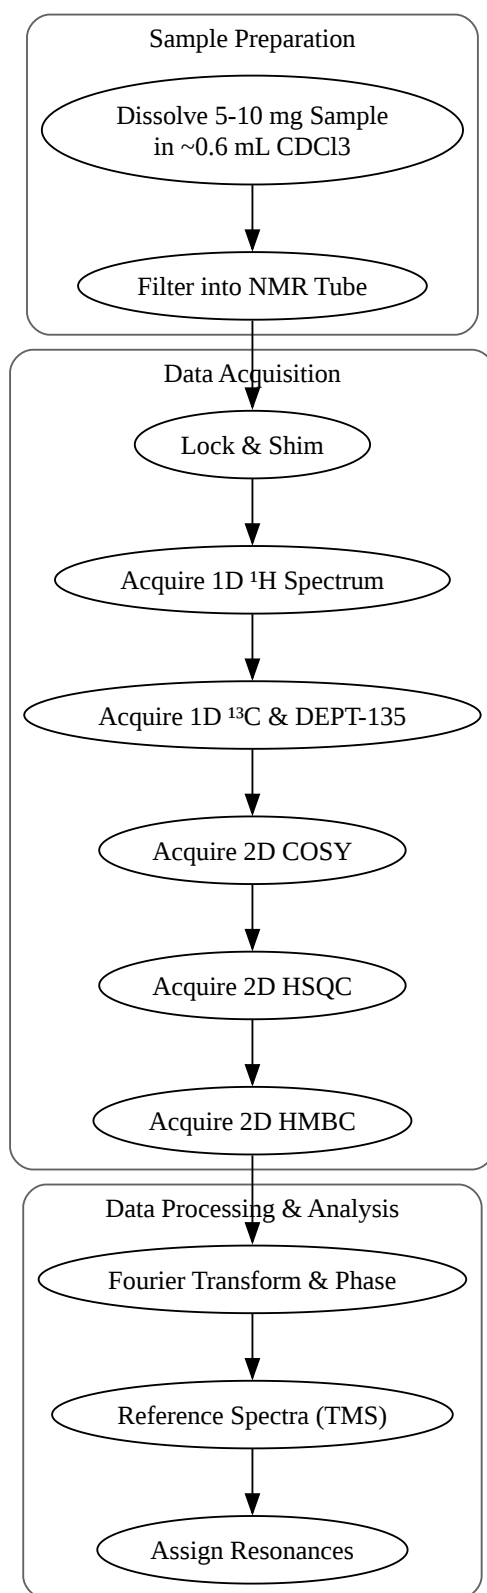 Sample Preparation
Dissolve 5-10 mg Sample
in ~0.6 mL CDCl3
Filter into NMR Tube
Data Acquisition
Lock & Shim
Acquire 1D ¹H Spectrum
Acquire 1D ¹³C & DEPT-135
Acquire 2D COSY
Acquire 2D HSQC
Acquire 2D HMBC
Data Processing & Analysis
Fourier Transform & Phase
Reference Spectra (TMS)
Assign Resonances